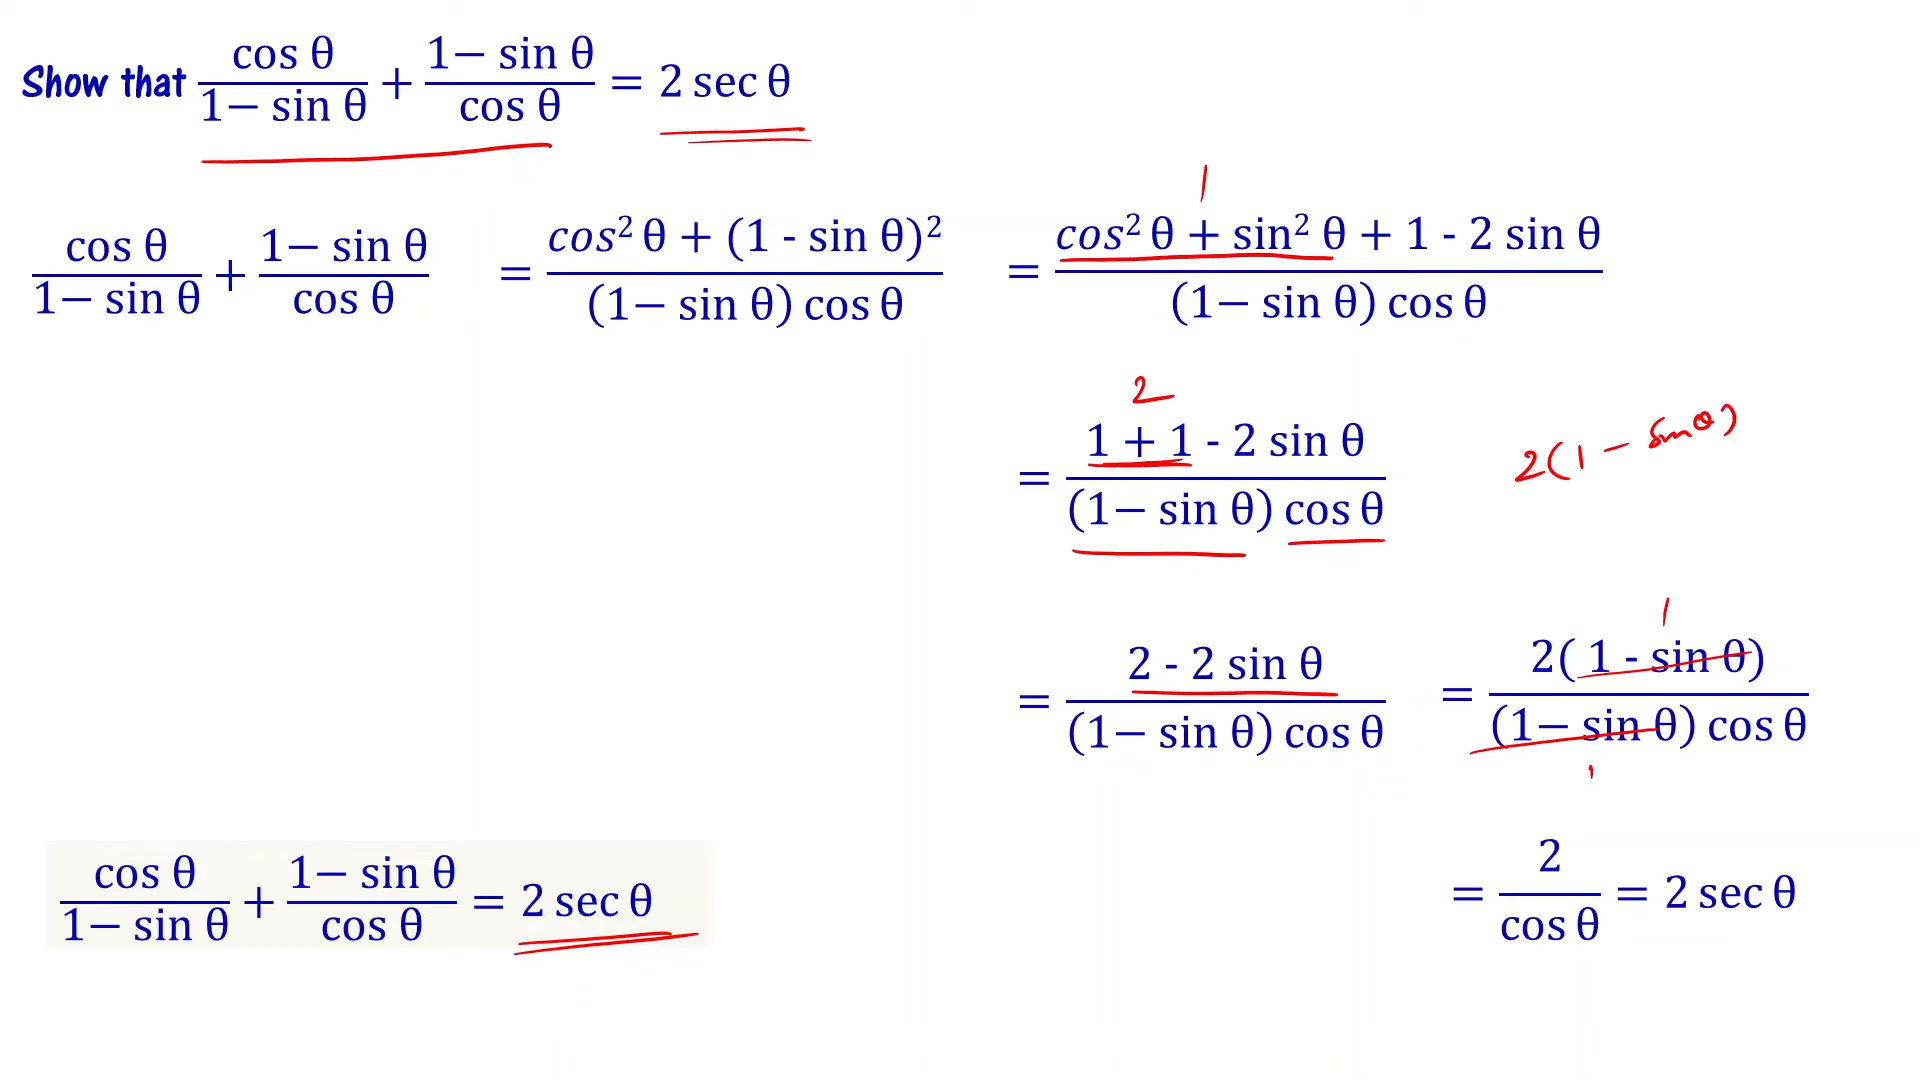 Show that cos θ / 1− sin θ + 1− sin θ / cos θ = 2 sec θ
cos θ / 1− sin θ + 1− sin θ / cos θ = cos² θ + (1 - sin θ)² / (1− sin θ) cos θ = cos² θ + sin² θ + 1 - 2 sin θ / (1− sin θ) cos θ
1
2
= 1 + 1 - 2 sin θ / (1− sin θ) cos θ
2(1 − sin θ)
= 2 - 2 sin θ / (1− sin θ) cos θ = 2( 1 - sin θ) / (1− sin θ) cos θ
1
1
= 2 / cos θ = 2 sec θ
cos θ / 1− sin θ + 1− sin θ / cos θ = 2 sec θ